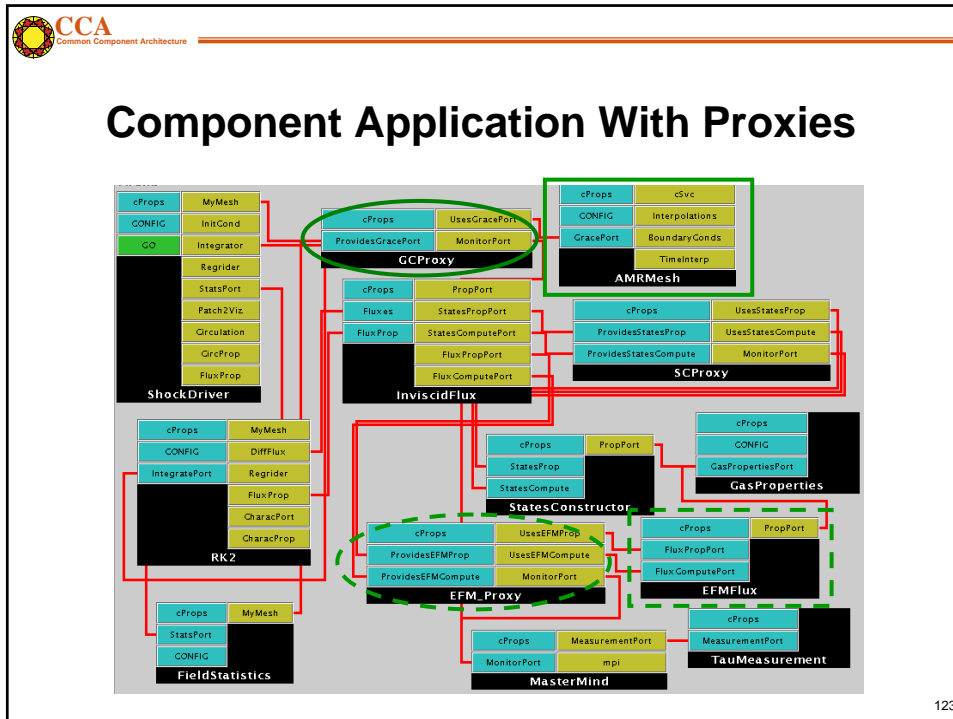 CCA
Common Component Architecture
Component Application With Proxies
cProps MyMesh
CONFIG InitCond
GO Integrator
Regrider
StatsPort
Patch2Viz
Circulation
CircProp
FluxProp
ShockDriver
cProps UsesGracePort
ProvidesGracePort MonitorPort
GCProxy
cProps cSvc
CONFIG Interpolations
GracePort BoundaryConds
TimeInterp
AMRMesh
cProps PropPort
Fluxes StatesPropPort
FluxProp StatesComputePort
FluxPropPort
FluxComputePort
InviscidFlux
cProps UsesStatesProp
ProvidesStatesProp UsesStatesCompute
ProvidesStatesCompute MonitorPort
SCProxy
cProps MyMesh
CONFIG DiffFlux
IntegratePort Regrider
FluxProp
CharacPort
CharacProp
RK2
cProps PropPort
StatesProp
StatesCompute
StatesConstructor
cProps
CONFIG
GasPropertiesPort
GasProperties
cProps UsesEFMProp
ProvidesEFMProp UsesEFMCompute
ProvidesEFMCompute MonitorPort
EFM_Proxy
cProps PropPort
FluxPropPort
FluxComputePort
EFMFlux
cProps MyMesh
StatsPort
CONFIG
FieldStatistics
cProps MeasurementPort
MonitorPort mpi
MasterMind
cProps
MeasurementPort
TauMeasurement
123